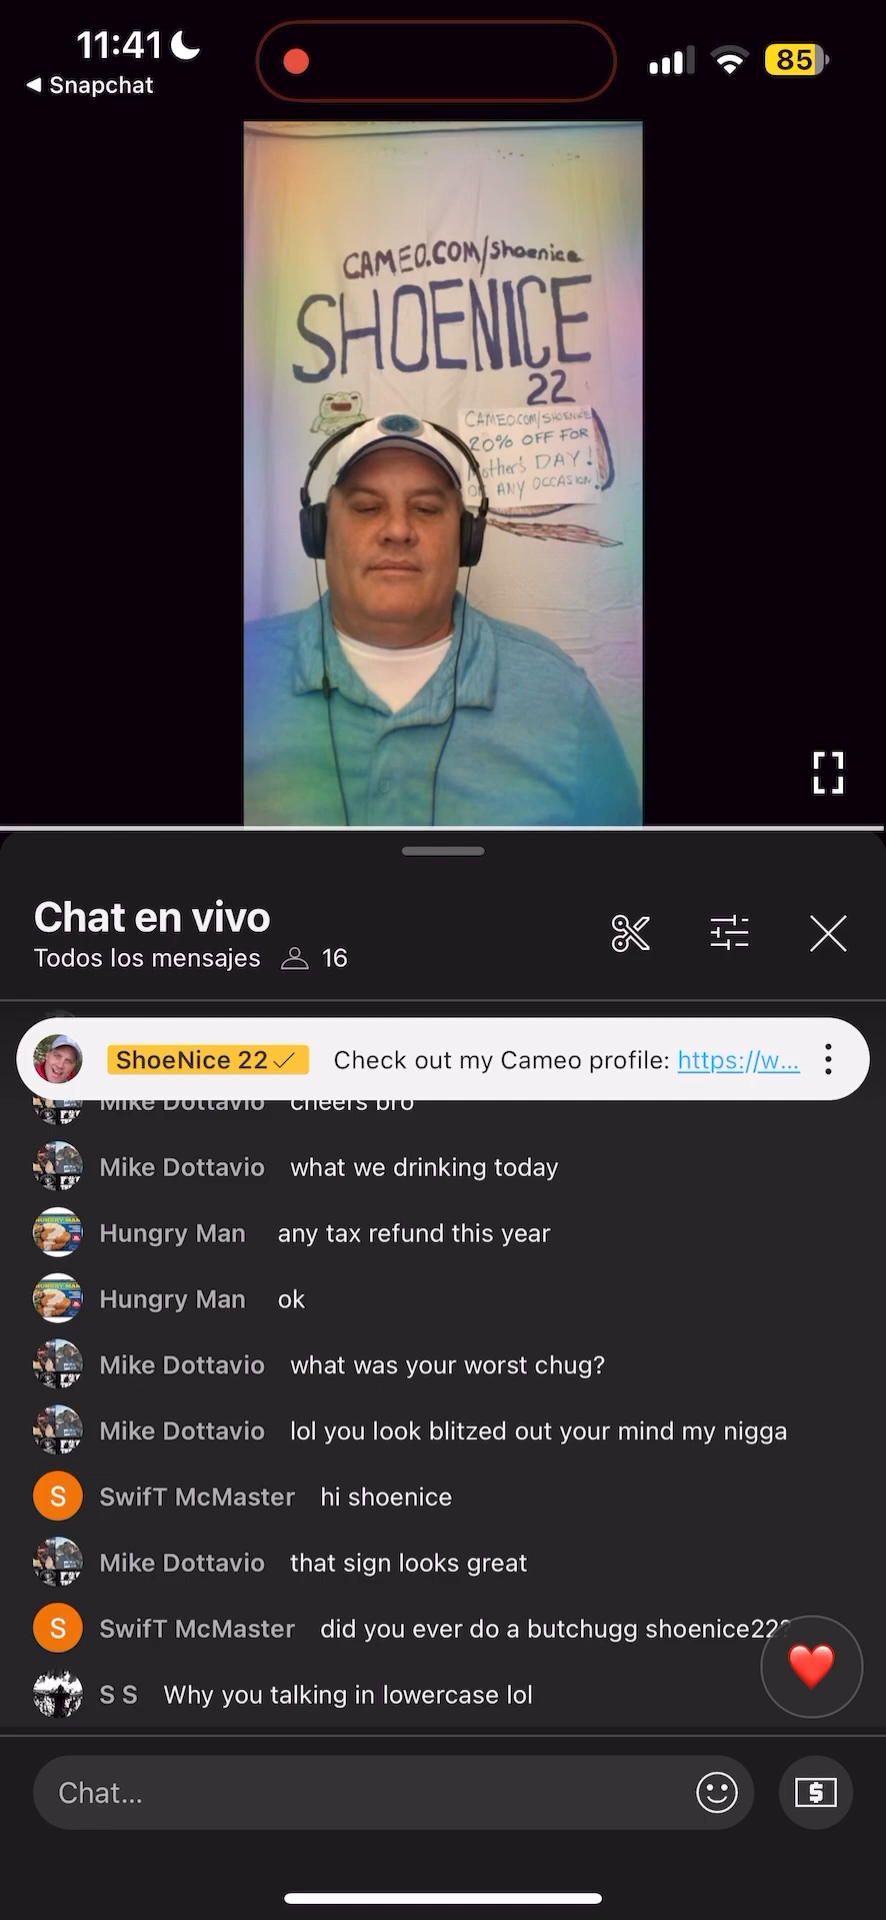 11:41
85
Snapchat
CAMEO.COM/shoenice
SHOENICE
22
CAMEO.COM/SHOENICE
20% OFF FOR
Mother's DAY!
OR ANY OCCASION!
Chat en vivo
Todos los mensajes 16
ShoeNice 22 Check out my Cameo profile: https://w...
Mike Dottavio cheers bro
Mike Dottavio what we drinking today
Hungry Man any tax refund this year
Hungry Man ok
Mike Dottavio what was your worst chug?
Mike Dottavio lol you look blitzed out your mind my nigga
S SwifT McMaster hi shoenice
Mike Dottavio that sign looks great
S SwifT McMaster did you ever do a butchugg shoenice22?
S S Why you talking in lowercase lol
Chat...
$